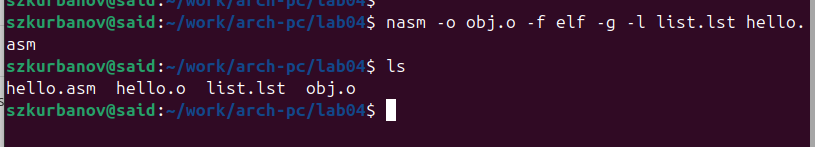 szkurbanov@said:~/work/arch-pc/lab04$
szkurbanov@said:~/work/arch-pc/lab04$ nasm -o obj.o -f elf -g -l list.lst hello.
asm
szkurbanov@said:~/work/arch-pc/lab04$ ls
hello.asm  hello.o  list.lst  obj.o
szkurbanov@said:~/work/arch-pc/lab04$